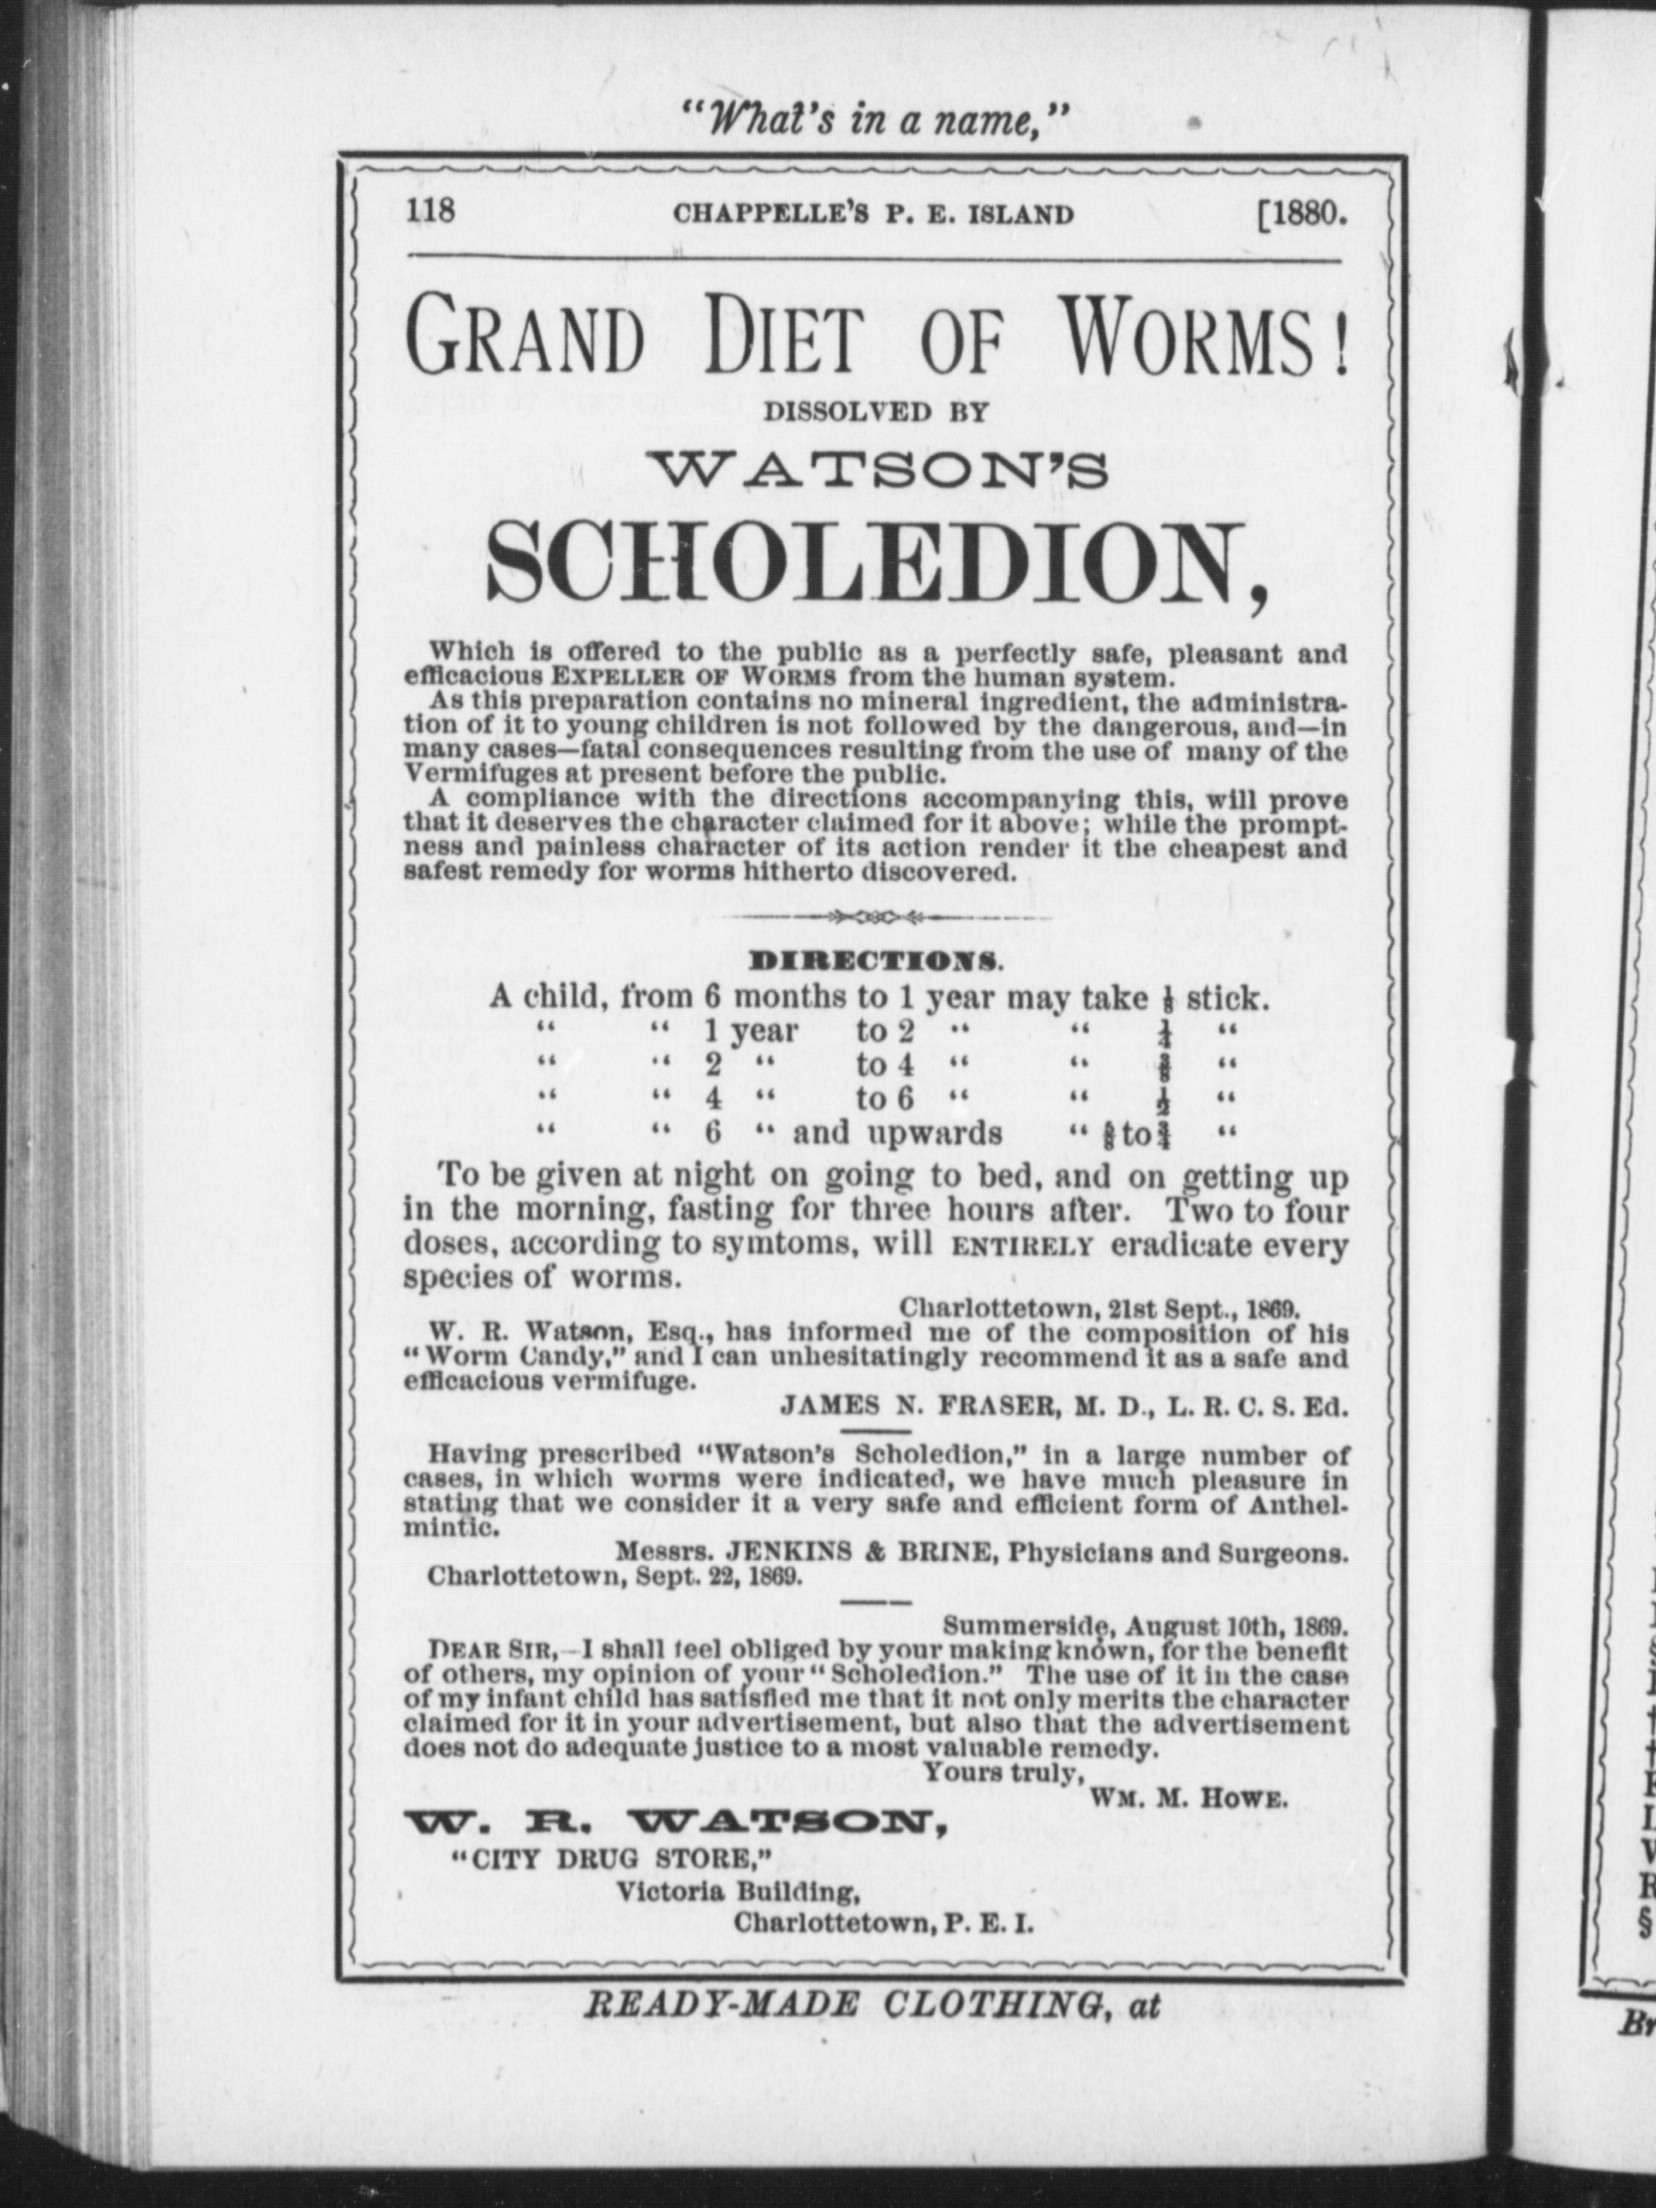 "What's in a name,"
118 CHAPPELLE'S P. E. ISLAND [1880.
GRAND DIET OF WORMS!
DISSOLVED BY
WATSON'S
SCHOLEDION,
Which is offered to the public as a perfectly safe, pleasant and
efficacious EXPELLER OF WORMS from the human system.
As this preparation contains no mineral ingredient, the administra-
tion of it to young children is not followed by the dangerous, and—in
many cases—fatal consequences resulting from the use of many of the
Vermifuges at present before the public.
A compliance with the directions accompanying this, will prove
that it deserves the character claimed for it above; while the prompt-
ness and painless character of its action render it the cheapest and
safest remedy for worms hitherto discovered.
DIRECTIONS.
A child, from 6 months to 1 year may take ⅛ stick.
" " 1 year to 2 " " ¼ "
" " 2 " to 4 " " ⅜ "
" " 4 " to 6 " " ½ "
" " 6 " and upwards " ⅝ to ¾ "
To be given at night on going to bed, and on getting up
in the morning, fasting for three hours after. Two to four
doses, according to symtoms, will ENTIRELY eradicate every
species of worms.
Charlottetown, 21st Sept., 1869.
W. R. Watson, Esq., has informed me of the composition of his
"Worm Candy," and I can unhesitatingly recommend it as a safe and
efficacious vermifuge.
JAMES N. FRASER, M. D., L. R. C. S. Ed.
Having prescribed "Watson's Scholedion," in a large number of
cases, in which worms were indicated, we have much pleasure in
stating that we consider it a very safe and efficient form of Anthel-
mintic.
Messrs. JENKINS & BRINE, Physicians and Surgeons.
Charlottetown, Sept. 22, 1869.
Summerside, August 10th, 1869.
DEAR SIR,—I shall feel obliged by your making known, for the benefit
of others, my opinion of your "Scholedion." The use of it in the case
of my infant child has satisfied me that it not only merits the character
claimed for it in your advertisement, but also that the advertisement
does not do adequate justice to a most valuable remedy.
Yours truly,
WM. M. HOWE.
W. R. WATSON,
"CITY DRUG STORE,"
Victoria Building,
Charlottetown, P. E. I.
READY-MADE CLOTHING, at